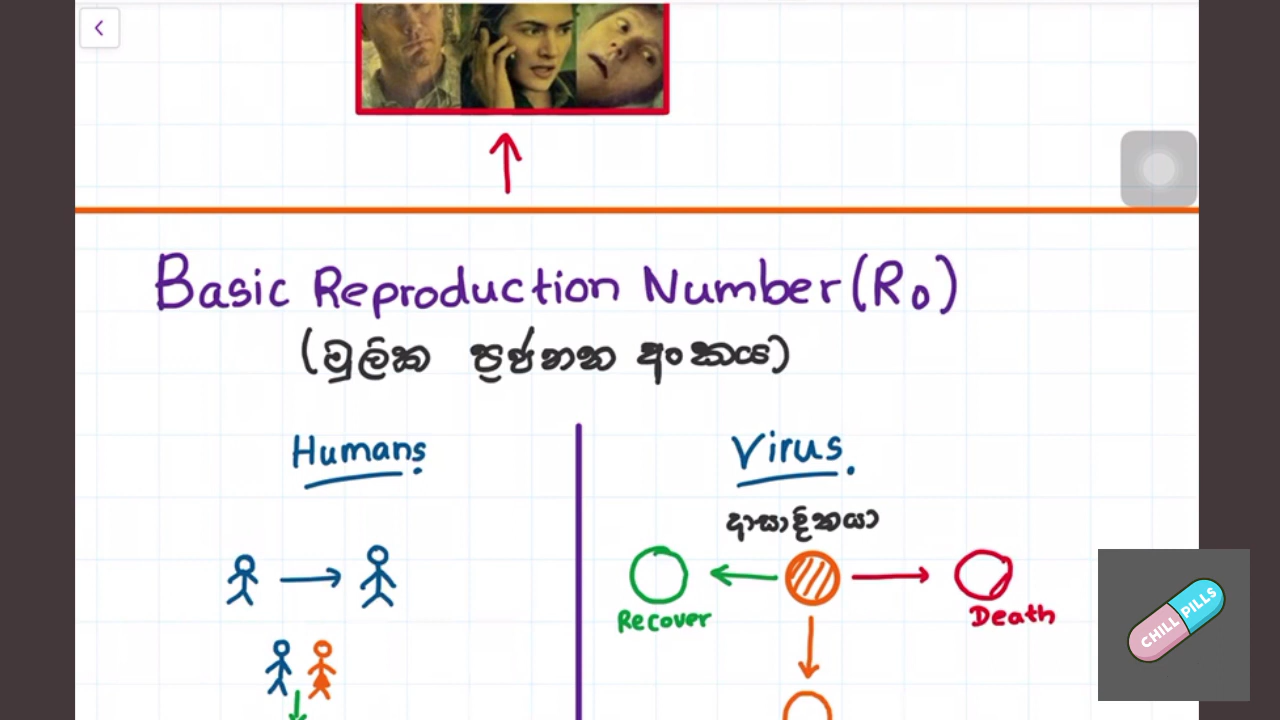 Basic Reproduction Number (R₀)
(මූලික ප්‍රජනන අංකය)
Humans.
Virus.
ආසාදිතයා
Recover
Death
CHILL PILLS